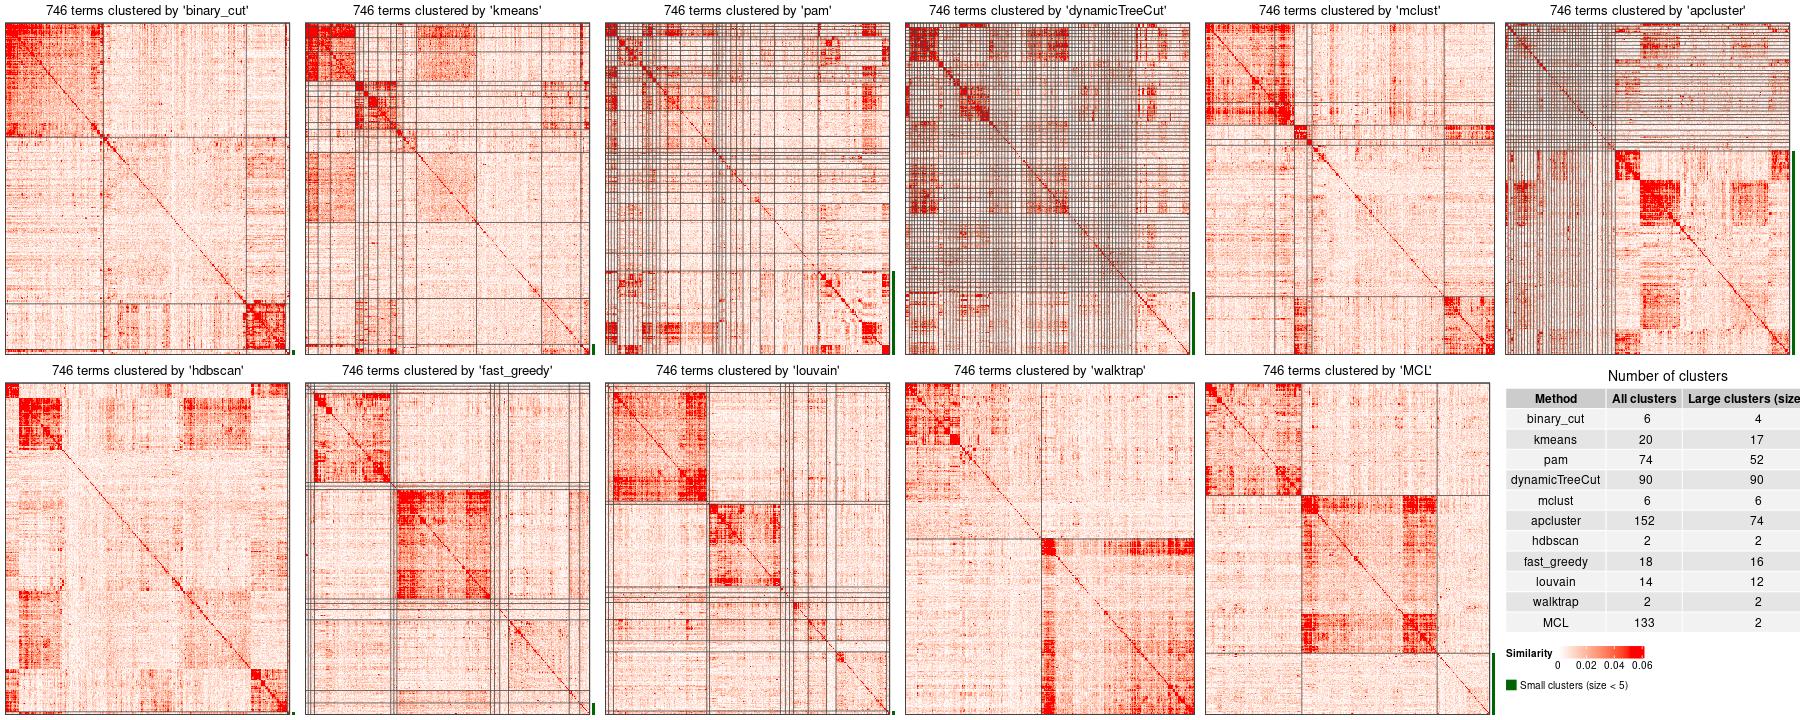 746 terms clustered by 'binary_cut'
746 terms clustered by 'kmeans'
746 terms clustered by 'pam'
746 terms clustered by 'dynamicTreeCut'
746 terms clustered by 'mclust'
746 terms clustered by 'apcluster'
746 terms clustered by 'hdbscan'
746 terms clustered by 'fast_greedy'
746 terms clustered by 'louvain'
746 terms clustered by 'walktrap'
746 terms clustered by 'MCL'
Number of clusters
Method All clusters Large clusters (size
binary_cut 6 4
kmeans 20 17
pam 74 52
dynamicTreeCut 90 90
mclust 6 6
apcluster 152 74
hdbscan 2 2
fast_greedy 18 16
louvain 14 12
walktrap 2 2
MCL 133 2
Similarity
0 0.02 0.04 0.06
Small clusters (size < 5)